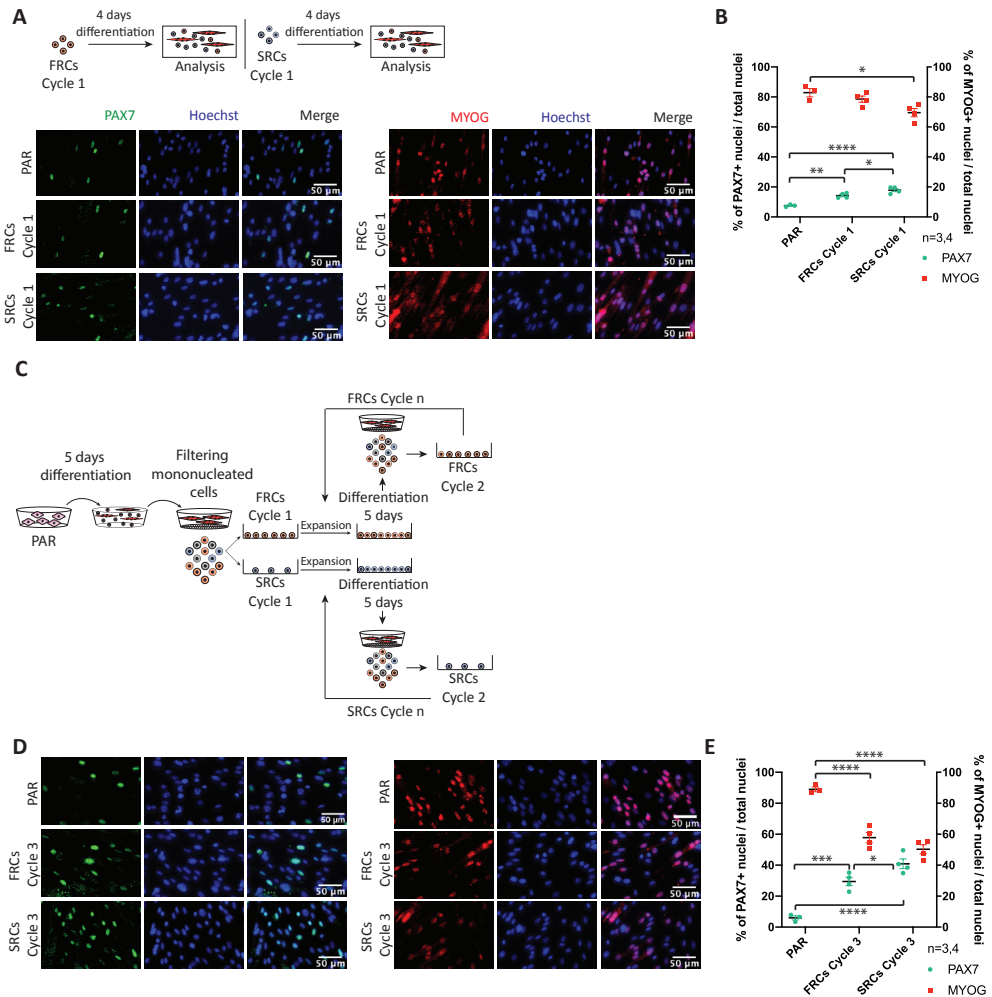 A
4 days
differentiation
FRCs
Cycle 1
Analysis
4 days
differentiation
SRCs
Cycle 1
Analysis
PAX7
Hoechst
Merge
PAR
50 µm
FRCs
Cycle 1
50 µm
SRCs
Cycle 1
50 µm
MYOG
Hoechst
Merge
PAR
50 µm
FRCs
Cycle 1
50 µm
SRCs
Cycle 1
50 µm
B
% of PAX7+ nuclei / total nuclei
100
80
60
40
20
0
*
****
**
*
100
80
60
40
20
0
% of MYOG+ nuclei / total nuclei
PAR
FRCs Cycle 1
SRCs Cycle 1
n=3,4
PAX7
MYOG
C
5 days
differentiation
PAR
Filtering
mononucleated
cells
FRCs
Cycle 1
Expansion
SRCs
Cycle 1
Expansion
FRCs Cycle n
FRCs
Cycle 2
Differentiation
5 days
Differentiation
5 days
SRCs
Cycle 2
SRCs Cycle n
D
PAR
50 µm
FRCs
Cycle 3
50 µm
SRCs
Cycle 3
50 µm
PAR
50 µm
FRCs
Cycle 3
50 µm
SRCs
Cycle 3
50 µm
E
% of PAX7+ nuclei / total nuclei
100
80
60
40
20
0
****
****
***
*
****
100
80
60
40
20
0
% of MYOG+ nuclei / total nuclei
PAR
FRCs Cycle 3
SRCs Cycle 3
n=3,4
PAX7
MYOG